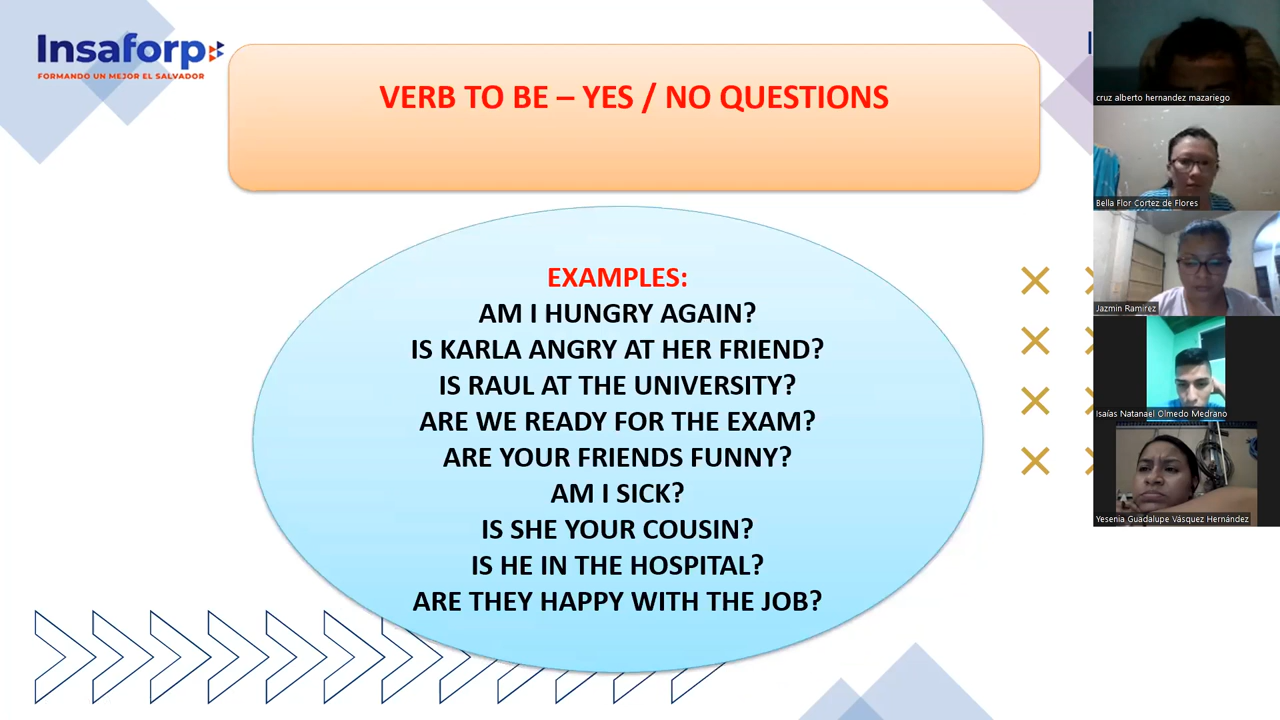 Insaforp
FORMANDO UN MEJOR EL SALVADOR
VERB TO BE – YES / NO QUESTIONS
EXAMPLES:
AM I HUNGRY AGAIN?
IS KARLA ANGRY AT HER FRIEND?
IS RAUL AT THE UNIVERSITY?
ARE WE READY FOR THE EXAM?
ARE YOUR FRIENDS FUNNY?
AM I SICK?
IS SHE YOUR COUSIN?
IS HE IN THE HOSPITAL?
ARE THEY HAPPY WITH THE JOB?
cruz alberto hernandez mazariego
Bella Flor Cortez de Flores
Jazmin Ramirez
Isaías Natanael Olmedo Medrano
Yesenia Guadalupe Vásquez Hernández